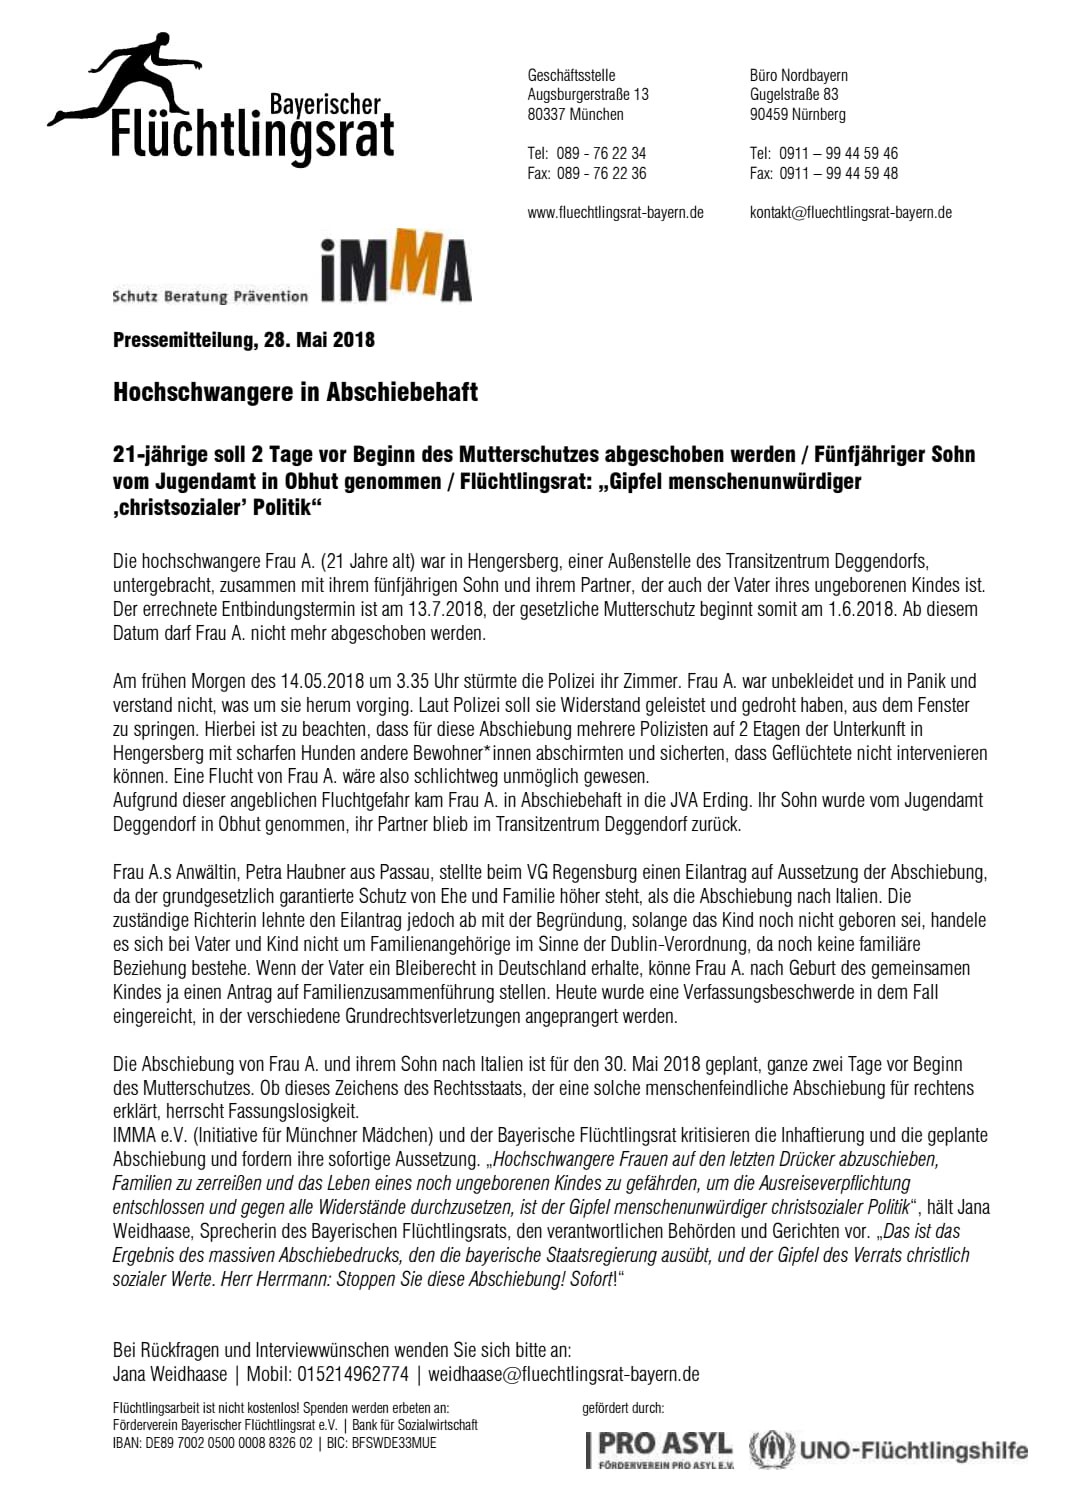 Bayerischer
Flüchtlingsrat
Geschäftsstelle
Augsburgerstraße 13
80337 München
Tel: 089 - 76 22 34
Fax: 089 - 76 22 36
www.fluechtlingsrat-bayern.de
Büro Nordbayern
Gugelstraße 83
90459 Nürnberg
Tel: 0911 – 99 44 59 46
Fax: 0911 – 99 44 59 48
kontakt@fluechtlingsrat-bayern.de
Schutz Beratung Prävention iMMA
Pressemitteilung, 28. Mai 2018
Hochschwangere in Abschiebehaft
21-jährige soll 2 Tage vor Beginn des Mutterschutzes abgeschoben werden / Fünfjähriger Sohn
vom Jugendamt in Obhut genommen / Flüchtlingsrat: „Gipfel menschenunwürdiger
‚christsozialer’ Politik“
Die hochschwangere Frau A. (21 Jahre alt) war in Hengersberg, einer Außenstelle des Transitzentrum Deggendorfs,
untergebracht, zusammen mit ihrem fünfjährigen Sohn und ihrem Partner, der auch der Vater ihres ungeborenen Kindes ist.
Der errechnete Entbindungstermin ist am 13.7.2018, der gesetzliche Mutterschutz beginnt somit am 1.6.2018. Ab diesem
Datum darf Frau A. nicht mehr abgeschoben werden.
Am frühen Morgen des 14.05.2018 um 3.35 Uhr stürmte die Polizei ihr Zimmer. Frau A. war unbekleidet und in Panik und
verstand nicht, was um sie herum vorging. Laut Polizei soll sie Widerstand geleistet und gedroht haben, aus dem Fenster
zu springen. Hierbei ist zu beachten, dass für diese Abschiebung mehrere Polizisten auf 2 Etagen der Unterkunft in
Hengersberg mit scharfen Hunden andere Bewohner*innen abschirmten und sicherten, dass Geflüchtete nicht intervenieren
können. Eine Flucht von Frau A. wäre also schlichtweg unmöglich gewesen.
Aufgrund dieser angeblichen Fluchtgefahr kam Frau A. in Abschiebehaft in die JVA Erding. Ihr Sohn wurde vom Jugendamt
Deggendorf in Obhut genommen, ihr Partner blieb im Transitzentrum Deggendorf zurück.
Frau A.s Anwältin, Petra Haubner aus Passau, stellte beim VG Regensburg einen Eilantrag auf Aussetzung der Abschiebung,
da der grundgesetzlich garantierte Schutz von Ehe und Familie höher steht, als die Abschiebung nach Italien. Die
zuständige Richterin lehnte den Eilantrag jedoch ab mit der Begründung, solange das Kind noch nicht geboren sei, handele
es sich bei Vater und Kind nicht um Familienangehörige im Sinne der Dublin-Verordnung, da noch keine familiäre
Beziehung bestehe. Wenn der Vater ein Bleiberecht in Deutschland erhalte, könne Frau A. nach Geburt des gemeinsamen
Kindes ja einen Antrag auf Familienzusammenführung stellen. Heute wurde eine Verfassungsbeschwerde in dem Fall
eingereicht, in der verschiedene Grundrechtsverletzungen angeprangert werden.
Die Abschiebung von Frau A. und ihrem Sohn nach Italien ist für den 30. Mai 2018 geplant, ganze zwei Tage vor Beginn
des Mutterschutzes. Ob dieses Zeichens des Rechtsstaats, der eine solche menschenfeindliche Abschiebung für rechtens
erklärt, herrscht Fassungslosigkeit.
IMMA e.V. (Initiative für Münchner Mädchen) und der Bayerische Flüchtlingsrat kritisieren die Inhaftierung und die geplante
Abschiebung und fordern ihre sofortige Aussetzung. „Hochschwangere Frauen auf den letzten Drücker abzuschieben,
Familien zu zerreißen und das Leben eines noch ungeborenen Kindes zu gefährden, um die Ausreiseverpflichtung
entschlossen und gegen alle Widerstände durchzusetzen, ist der Gipfel menschenunwürdiger christsozialer Politik“, hält Jana
Weidhaase, Sprecherin des Bayerischen Flüchtlingsrats, den verantwortlichen Behörden und Gerichten vor. „Das ist das
Ergebnis des massiven Abschiebedrucks, den die bayerische Staatsregierung ausübt, und der Gipfel des Verrats christlich
sozialer Werte. Herr Herrmann: Stoppen Sie diese Abschiebung! Sofort!“
Bei Rückfragen und Interviewwünschen wenden Sie sich bitte an:
Jana Weidhaase | Mobil: 015214962774 | weidhaase@fluechtlingsrat-bayern.de
Flüchtlingsarbeit ist nicht kostenlos! Spenden werden erbeten an:
Förderverein Bayerischer Flüchtlingsrat e.V. | Bank für Sozialwirtschaft
IBAN: DE89 7002 0500 0008 8326 02 | BIC: BFSWDE33MUE
gefördert durch:
PRO ASYL
FÖRDERVEREIN PRO ASYL E.V.
UNO-Flüchtlingshilfe